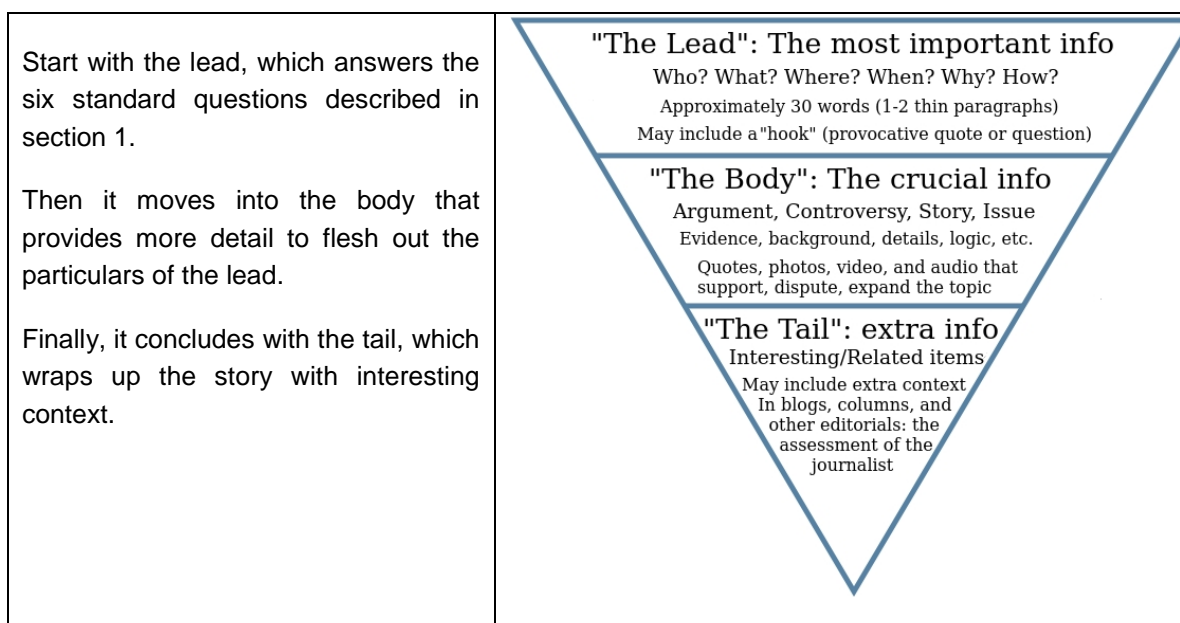 Start with the lead, which answers the
six standard questions described in
section 1.
Then it moves into the body that
provides more detail to flesh out the
particulars of the lead.
Finally, it concludes with the tail, which
wraps up the story with interesting
context.
"The Lead": The most important info
Who? What? Where? When? Why? How?
Approximately 30 words (1-2 thin paragraphs)
May include a "hook" (provocative quote or question)
"The Body": The crucial info
Argument, Controversy, Story, Issue
Evidence, background, details, logic, etc.
Quotes, photos, video, and audio that
support, dispute, expand the topic
"The Tail": extra info
Interesting/Related items
May include extra context
In blogs, columns, and
other editorials: the
assessment of the
journalist